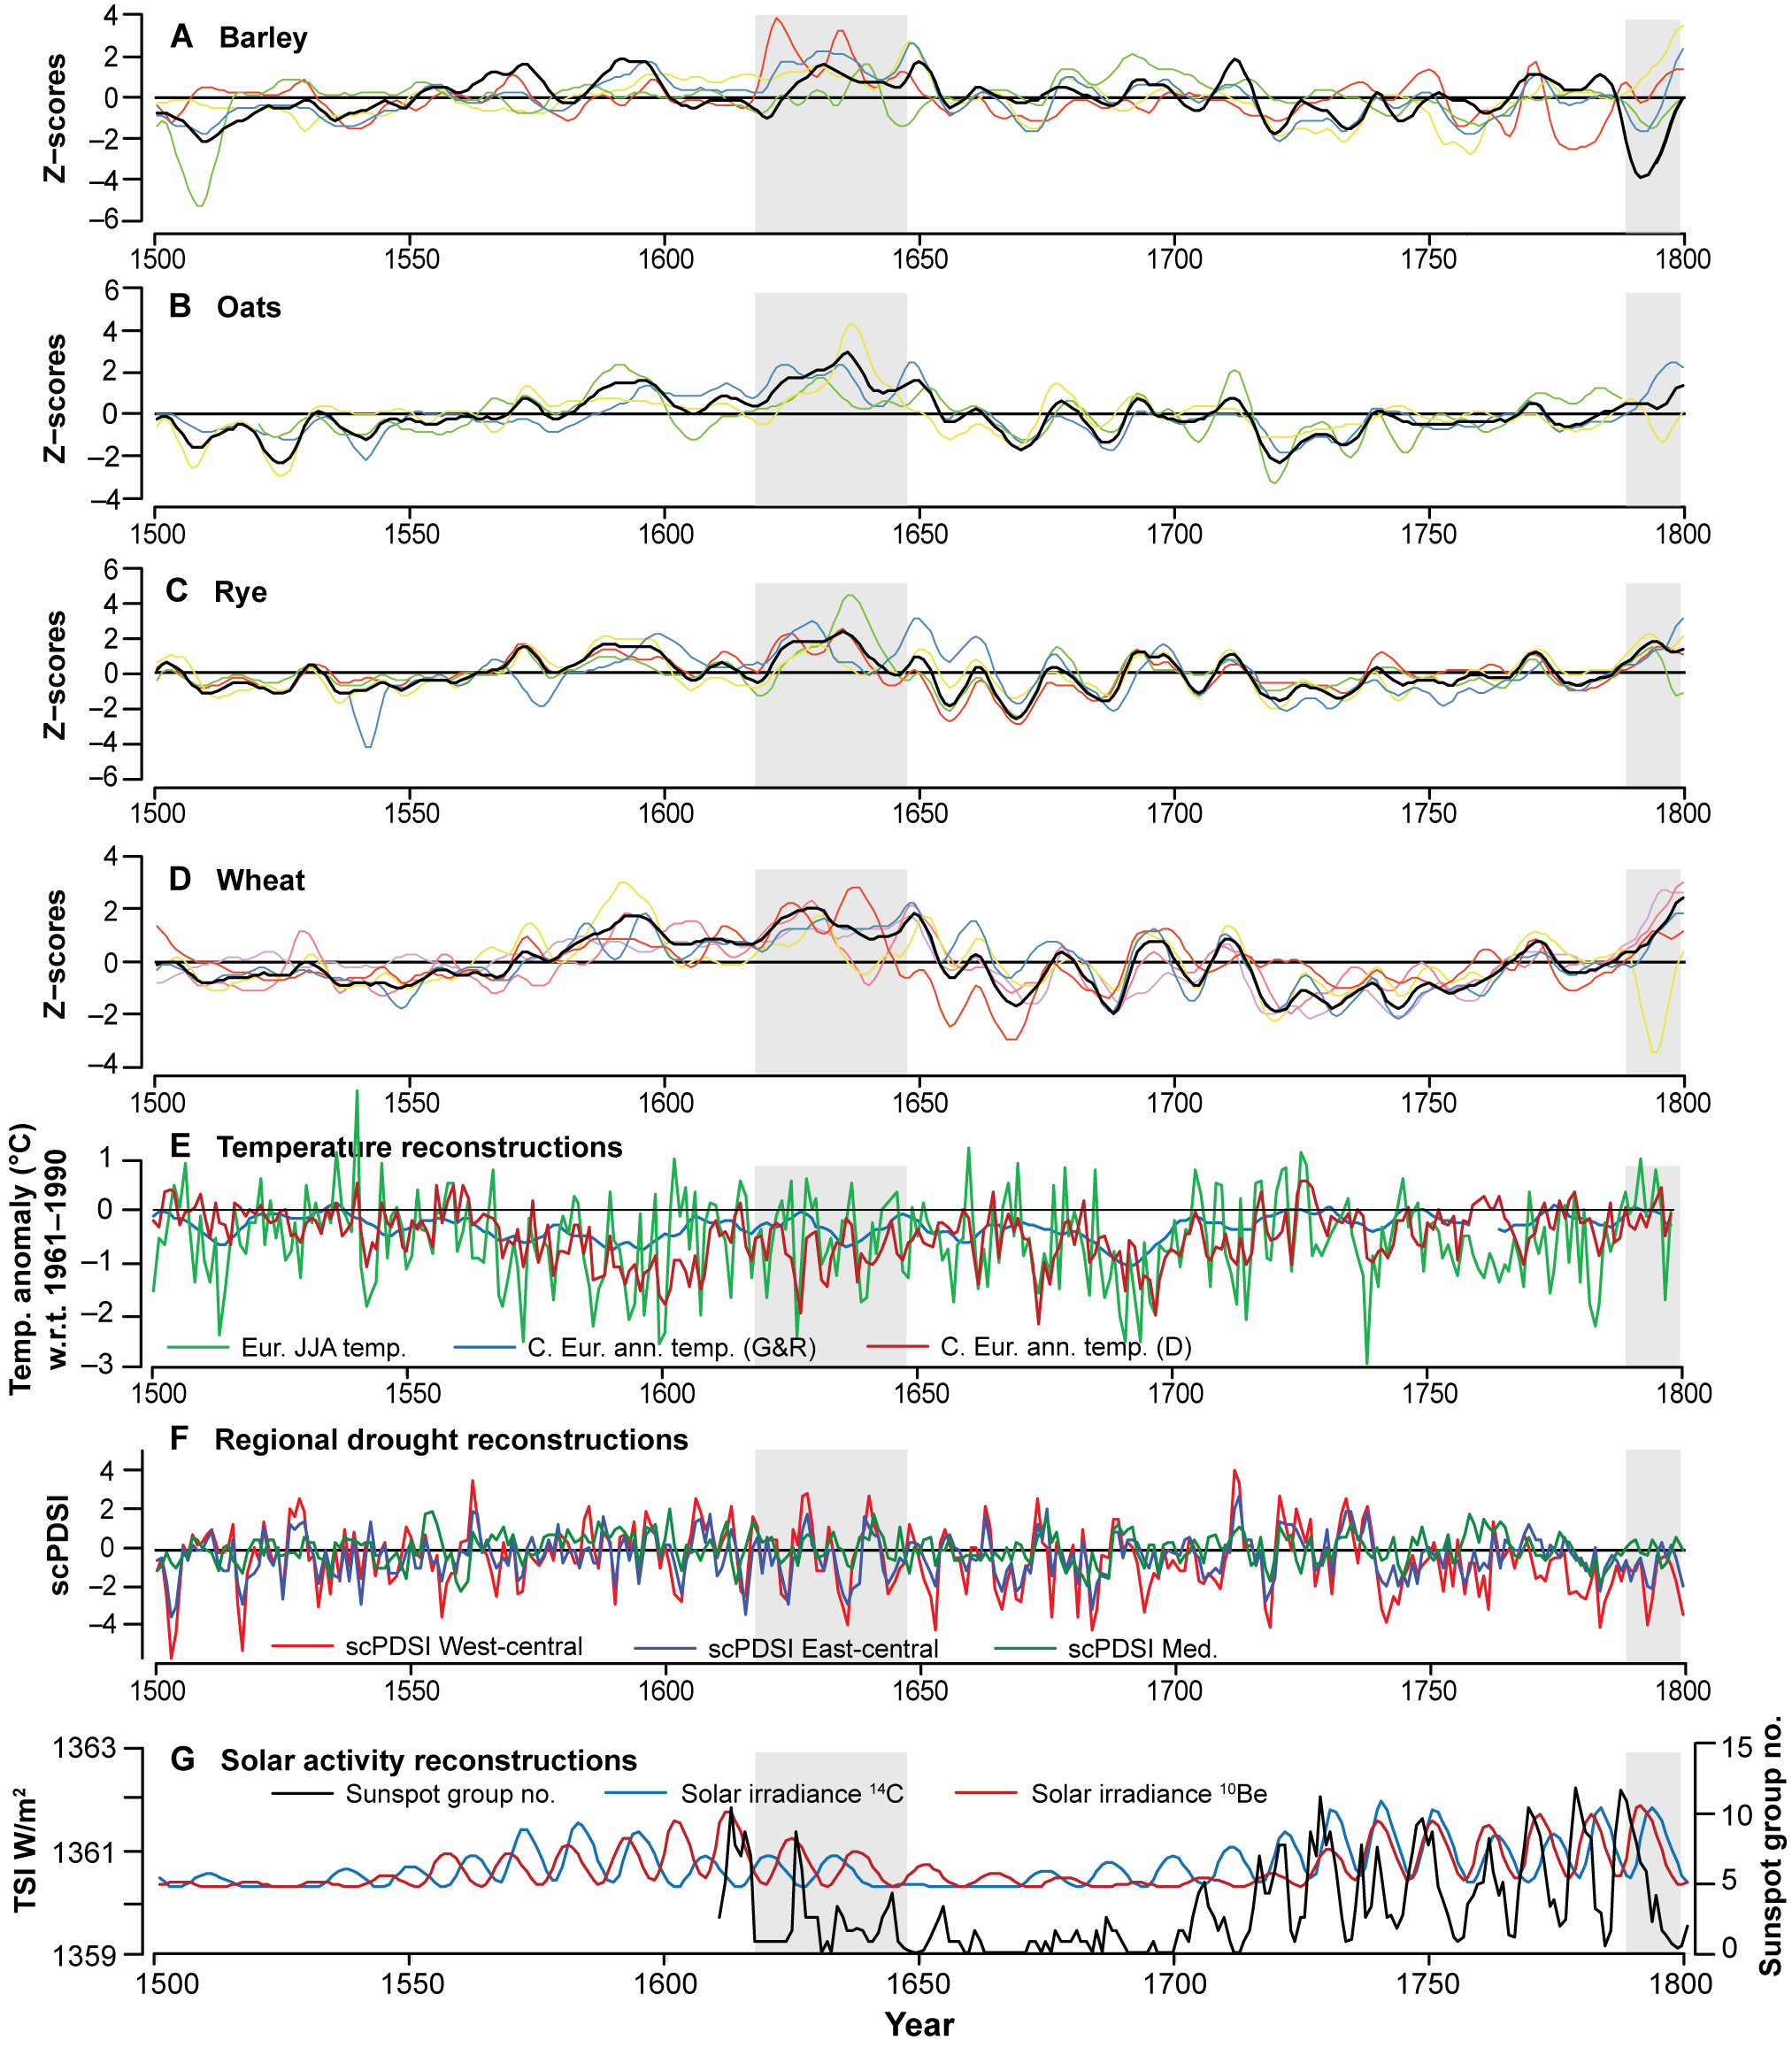 A Barley
Z–scores
4
2
0
–2
–4
–6
1500 1550 1600 1650 1700 1750 1800
B Oats
Z–scores
6
4
2
0
–2
–4
1500 1550 1600 1650 1700 1750 1800
C Rye
Z–scores
6
4
2
0
–2
–4
–6
1500 1550 1600 1650 1700 1750 1800
D Wheat
Z–scores
4
2
0
–2
–4
1500 1550 1600 1650 1700 1750 1800
E Temperature reconstructions
Temp. anomaly (°C)
w.r.t. 1961–1990
1
0
–1
–2
–3
Eur. JJA temp. C. Eur. ann. temp. (G&R) C. Eur. ann. temp. (D)
1500 1550 1600 1650 1700 1750 1800
F Regional drought reconstructions
scPDSI
4
2
0
–2
–4
scPDSI West-central scPDSI East-central scPDSI Med.
1500 1550 1600 1650 1700 1750 1800
G Solar activity reconstructions
Sunspot group no. Solar irradiance ¹⁴C Solar irradiance ¹⁰Be
TSI W/m²
1363
1361
1359
15
10
5
0
Sunspot group no.
1500 1550 1600 1650 1700 1750 1800
Year